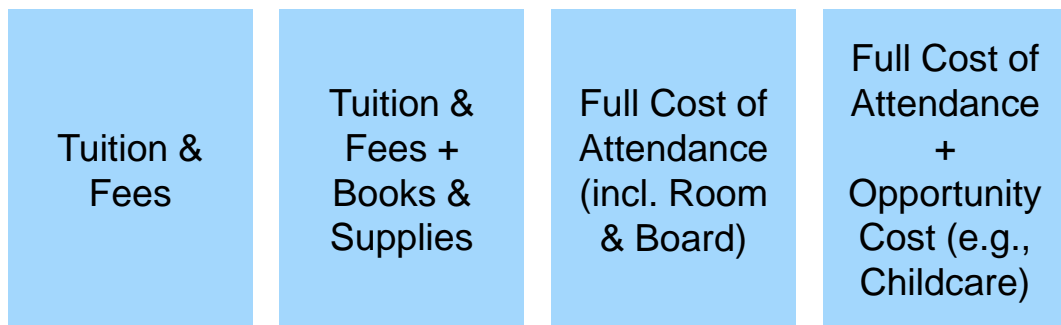 Tuition &
Fees
Tuition &
Fees +
Books &
Supplies
Full Cost of
Attendance
(incl. Room
& Board)
Full Cost of
Attendance
+
Opportunity
Cost (e.g.,
Childcare)